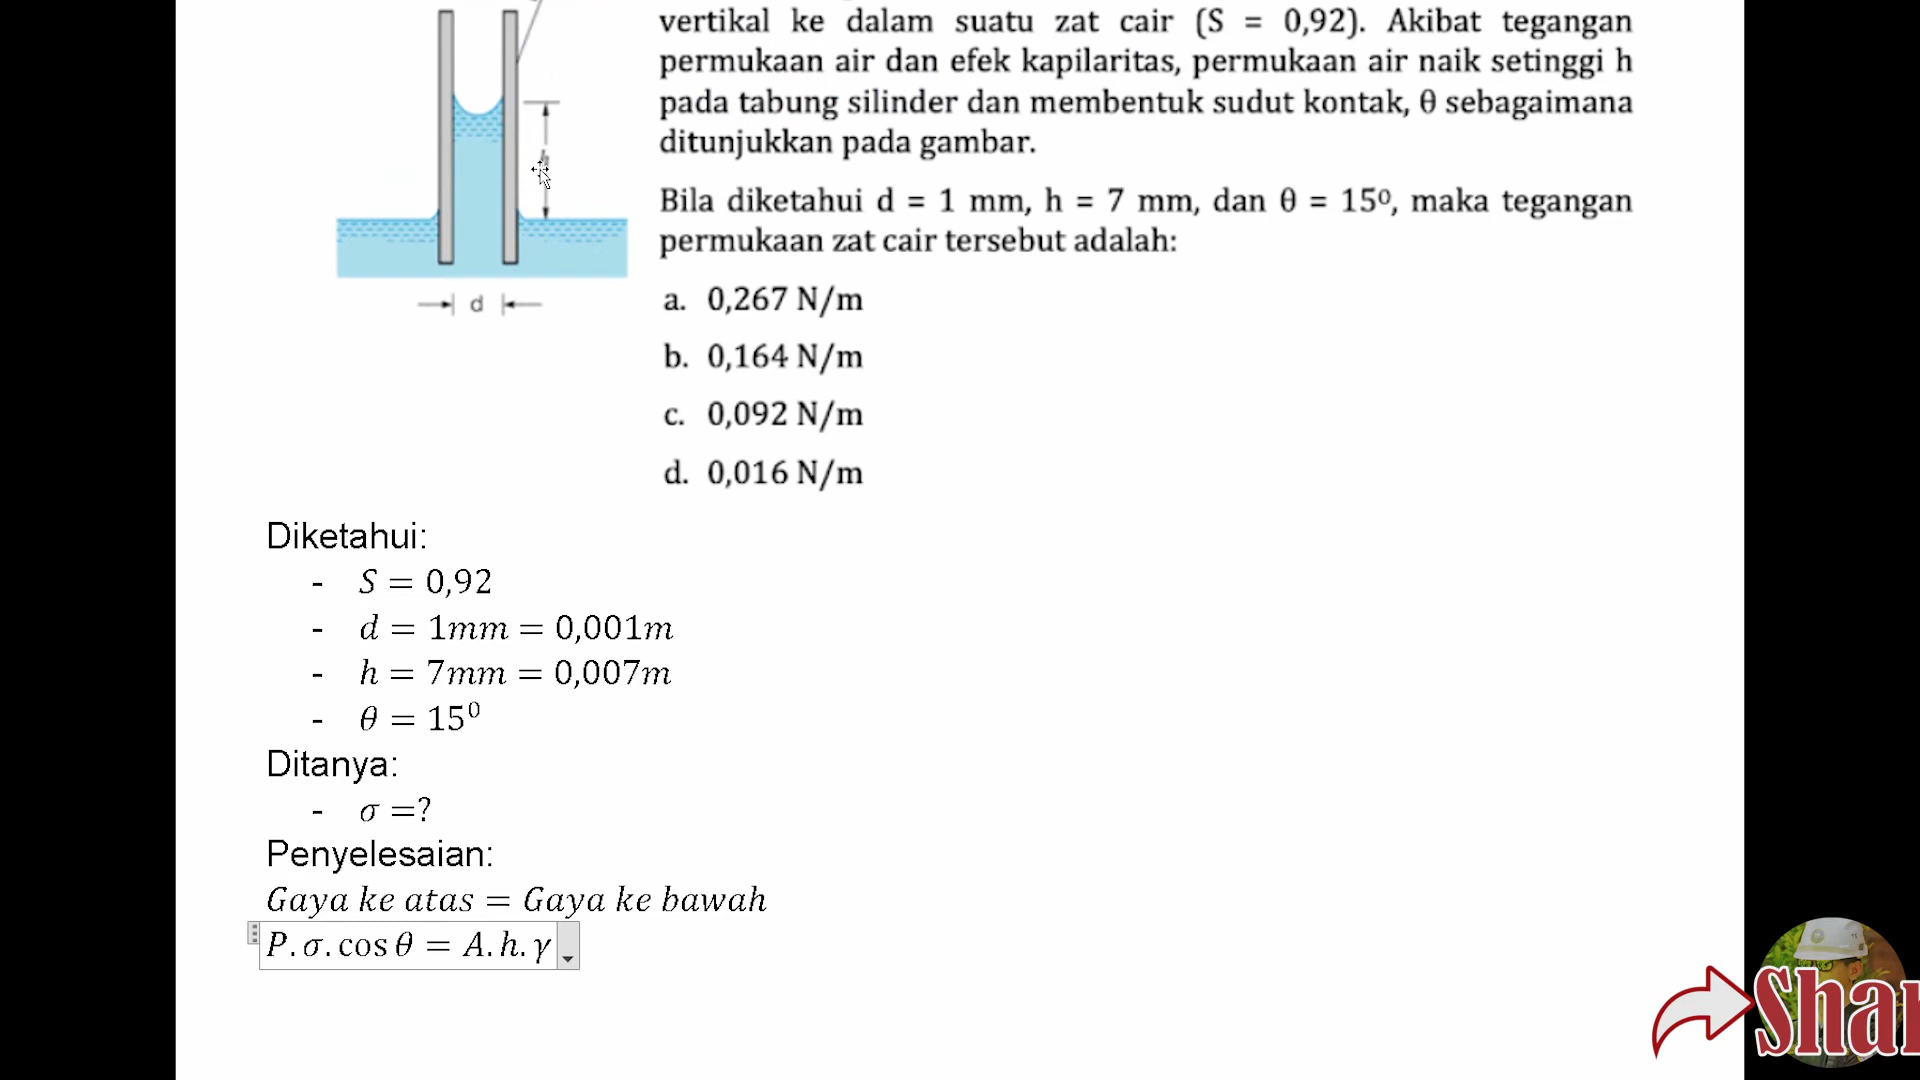 vertikal ke dalam suatu zat cair (S = 0,92). Akibat tegangan
permukaan air dan efek kapilaritas, permukaan air naik setinggi h
pada tabung silinder dan membentuk sudut kontak, θ sebagaimana
ditunjukkan pada gambar.
Bila diketahui d = 1 mm, h = 7 mm, dan θ = 15⁰, maka tegangan
permukaan zat cair tersebut adalah:
h
d
a. 0,267 N/m
b. 0,164 N/m
c. 0,092 N/m
d. 0,016 N/m
Diketahui:
- S = 0,92
- d = 1mm = 0,001m
- h = 7mm = 0,007m
- θ = 15⁰
Ditanya:
- σ =?
Penyelesaian:
Gaya ke atas = Gaya ke bawah
P. σ. cos θ = A. h. γ